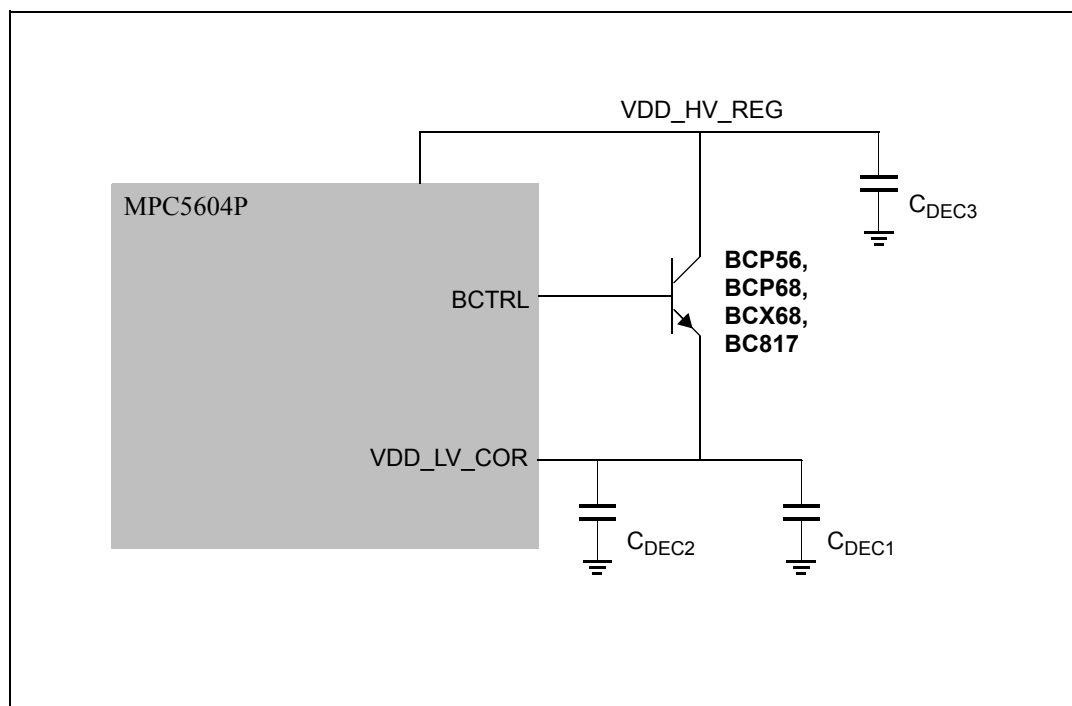 VDD_HV_REG
MPC5604P
CDEC3
BCP56,
BCP68,
BCX68,
BC817
BCTRL
VDD_LV_COR
CDEC2
CDEC1